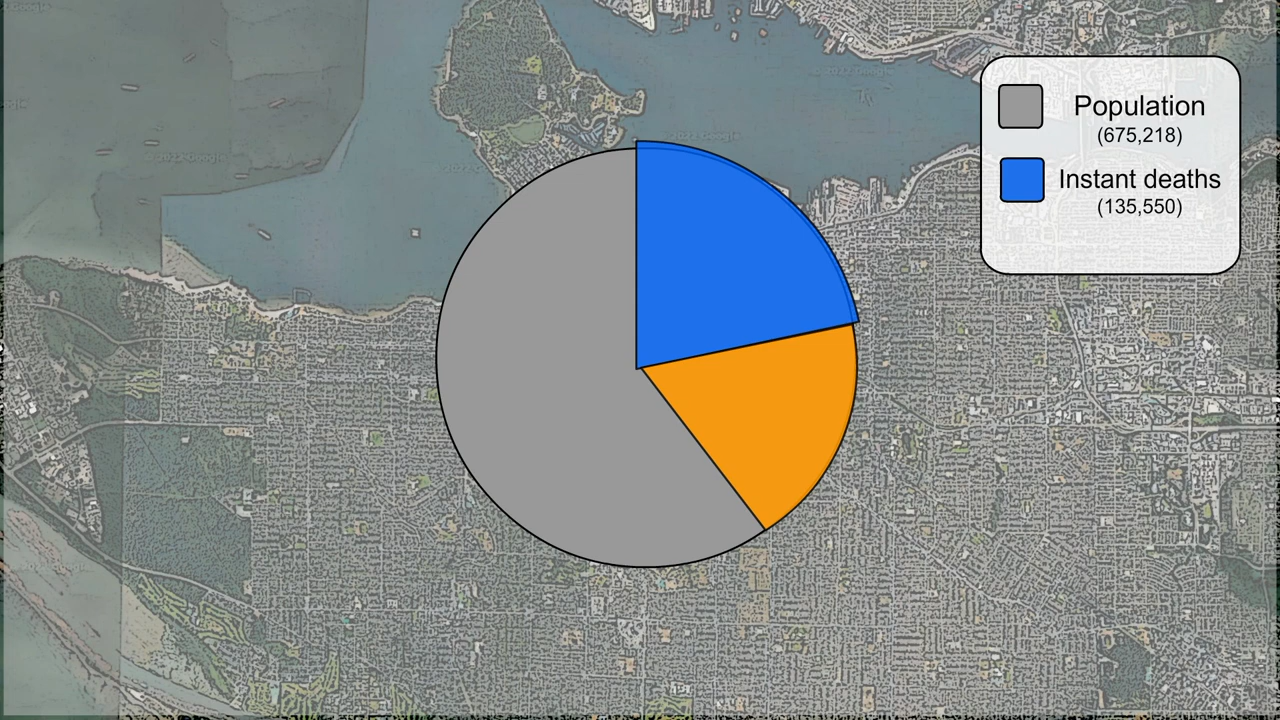 Population
(675,218)
Instant deaths
(135,550)